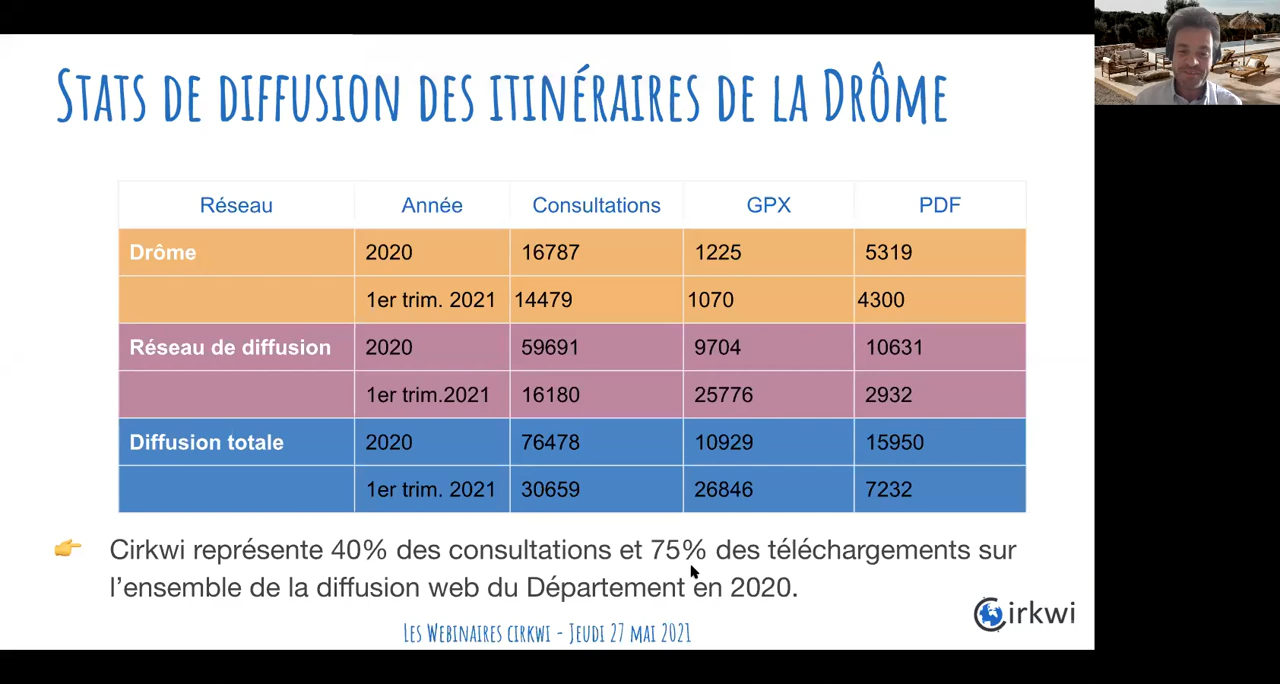 STATS DE DIFFUSION DES ITINÉRAIRES DE LA DRÔME
Réseau Année Consultations GPX PDF
Drôme 2020 16787 1225 5319
1er trim. 2021 14479 1070 4300
Réseau de diffusion 2020 59691 9704 10631
1er trim.2021 16180 25776 2932
Diffusion totale 2020 76478 10929 15950
1er trim. 2021 30659 26846 7232
Cirkwi représente 40% des consultations et 75% des téléchargements sur
l'ensemble de la diffusion web du Département en 2020.
Cirkwi
LES WEBINAIRES CIRKWI - JEUDI 27 MAI 2021